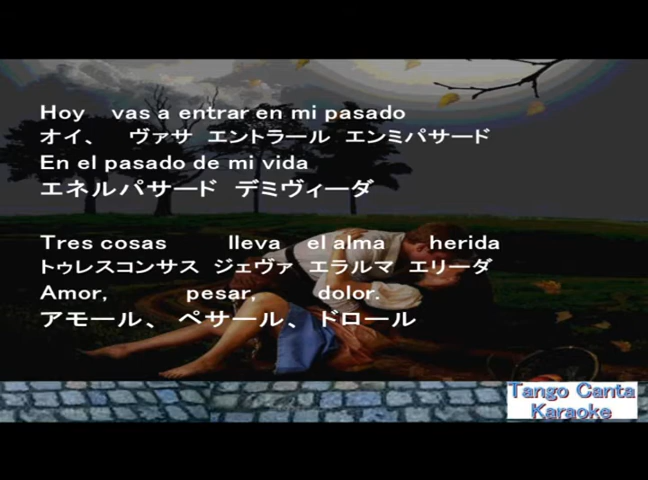 Hoy vas a entrar en mi pasado
オイ、 ヴァサ エントラール エンミパサード
En el pasado de mi vida
エネルパサード デミヴィーダ
Tres cosas lleva el alma herida
トゥレスコンサス ジェヴァ エラルマ エリーダ
Amor, pesar, dolor.
アモール、 ペサール、 ドロール
Tango Canta
Karaoke